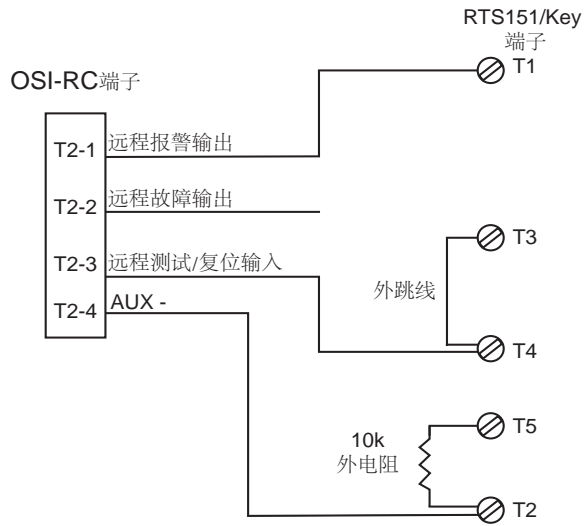 RTS151/Key
端子
T1
OSI-RC端子
T2-1
远程报警输出
T2-2
远程故障输出
T3
T2-3
远程测试/复位输入
外跳线
T2-4
AUX -
T4
T5
10k
外电阻
T2